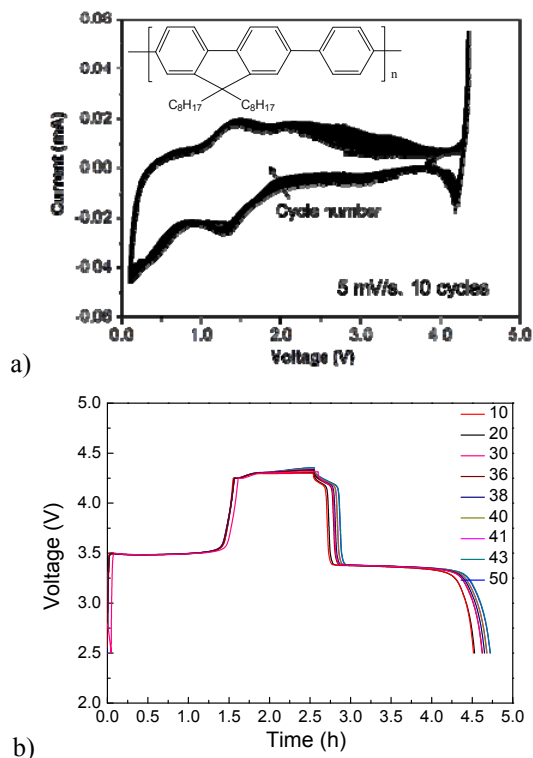 n
C8H17 C8H17
0.06
0.04
0.02
0.00
-0.02
-0.04
-0.06
Current (mA)
Cycle number
5 mV/s. 10 cycles
0.0 1.0 2.0 3.0 4.0 5.0
Voltage (V)
a)
5.0
4.5
4.0
3.5
3.0
2.5
2.0
Voltage (V)
10
20
30
36
38
40
41
43
50
0.0 0.5 1.0 1.5 2.0 2.5 3.0 3.5 4.0 4.5 5.0
Time (h)
b)